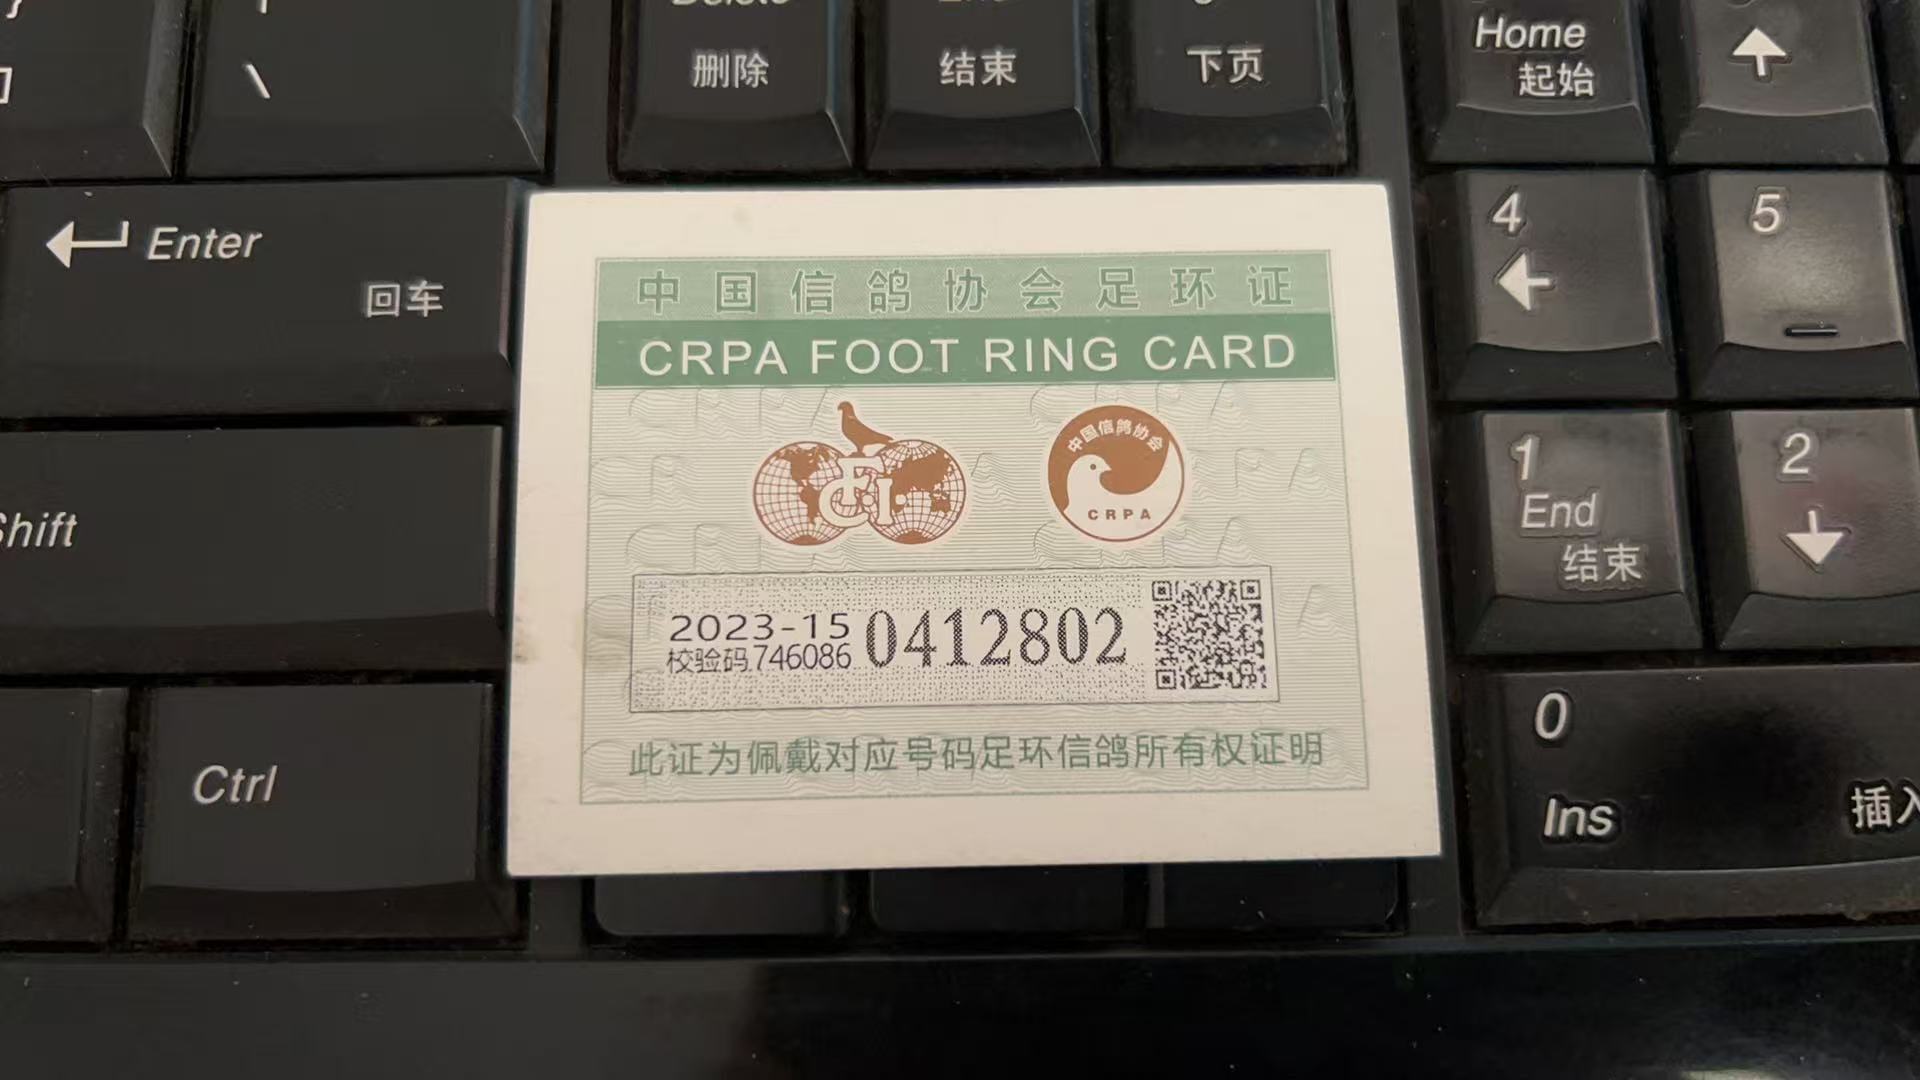 删除
结束
下页
Home
起始
\
Enter
回车
4
5
中国信鸽协会足环证
CRPA FOOT RING CARD
FCI
中国信鸽协会
CRPA
1
End
结束
2
Shift
2023-15
校验码746086
0412802
此证为佩戴对应号码足环信鸽所有权证明
Ctrl
0
Ins
插入